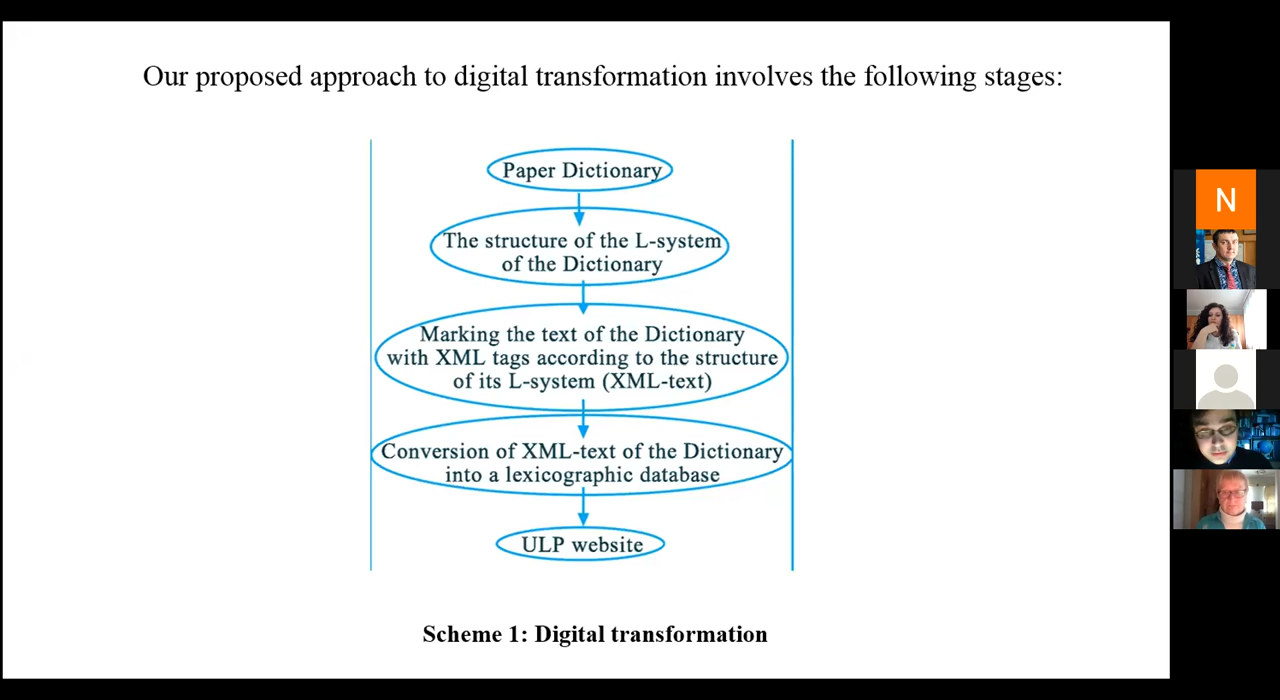 Our proposed approach to digital transformation involves the following stages:
Paper Dictionary
The structure of the L-system
of the Dictionary
Marking the text of the Dictionary
with XML tags according to the structure
of its L-system (XML-text)
Conversion of XML-text of the Dictionary
into a lexicographic database
ULP website
Scheme 1: Digital transformation
N